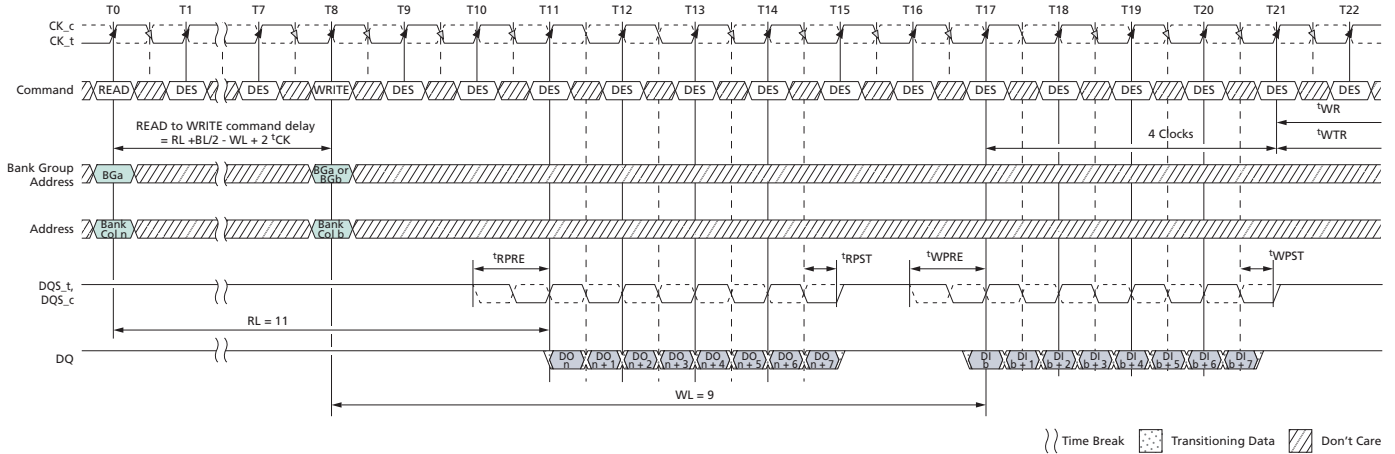 T0 T1 T7 T8 T9 T10 T11 T12 T13 T14 T15 T16 T17 T18 T19 T20 T21 T22
CK_c
CK_t
Command READ DES DES WRITE DES DES DES DES DES DES DES DES DES DES DES DES DES DES
READ to WRITE command delay
= RL +BL/2 - WL + 2 tCK
tWR
4 Clocks
tWTR
Bank Group
Address
BGa
BGa or
BGb
Address
Bank
Col n
Bank
Col b
tRPRE
tRPST
tWPRE
tWPST
DQS_t,
DQS_c
RL = 11
DQ
DO
n
DO
n + 1
DO
n + 2
DO
n + 3
DO
n + 4
DO
n + 5
DO
n + 6
DO
n + 7
DI
b
DI
b + 1
DI
b + 2
DI
b + 3
DI
b + 4
DI
b + 5
DI
b + 6
DI
b + 7
WL = 9
Time Break Transitioning Data Don't Care